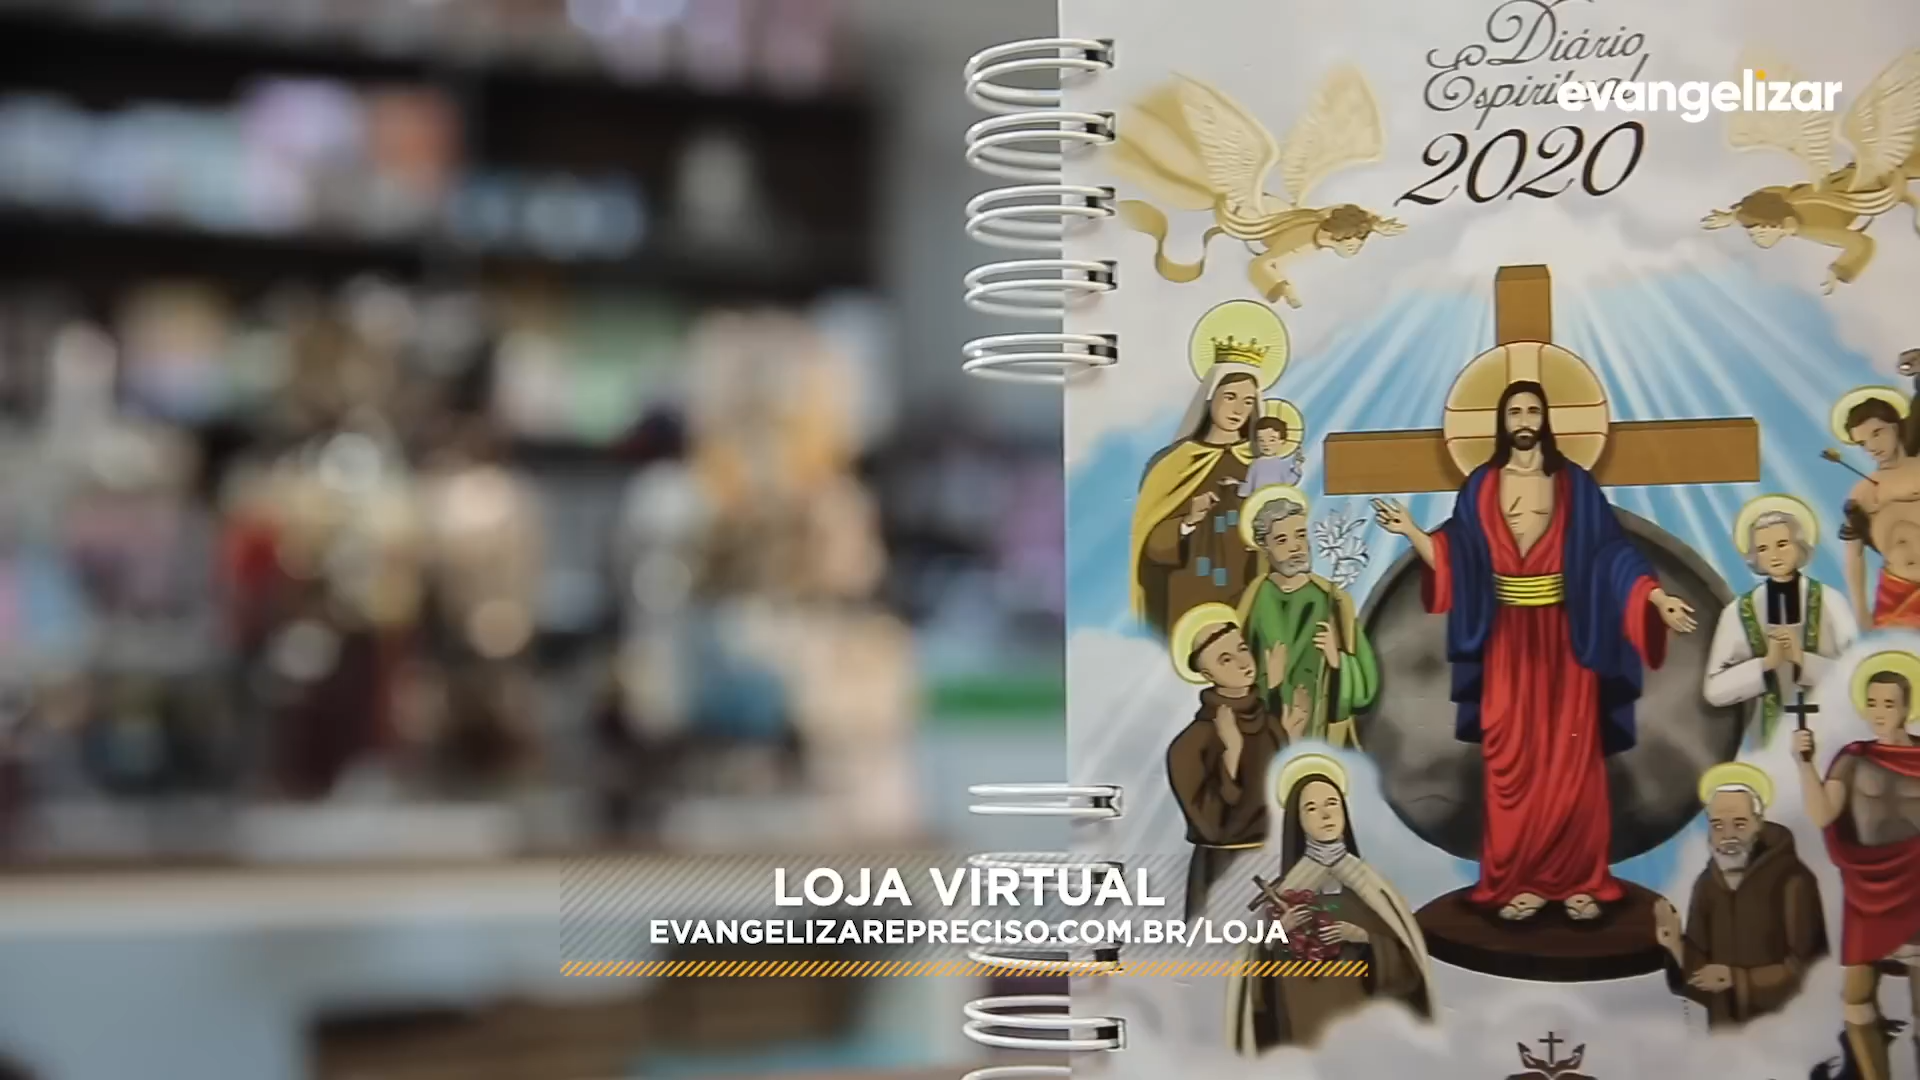 Diário
Espiritual
evangelizar
2020
LOJA VIRTUAL
EVANGELIZAREPRECISO.COM.BR/LOJA